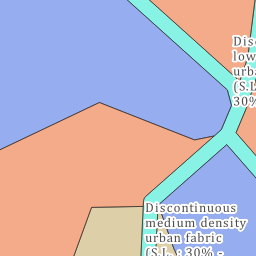 Disc
low
urba
(S.L
30%
Discontinuous
medium density
urban fabric
(S.L. : 30% -